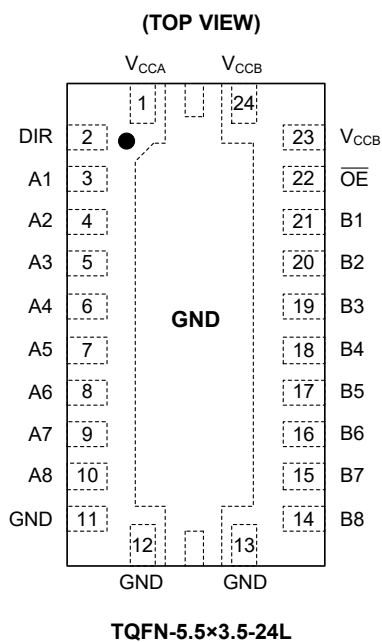 (TOP VIEW)
VCCA VCCB
1 24
DIR 2 23 VCCB
A1 3 22 O̅E̅
A2 4 21 B1
A3 5 20 B2
A4 6 19 B3
GND
A5 7 18 B4
A6 8 17 B5
A7 9 16 B6
A8 10 15 B7
GND 11 14 B8
12 13
GND GND
TQFN-5.5×3.5-24L